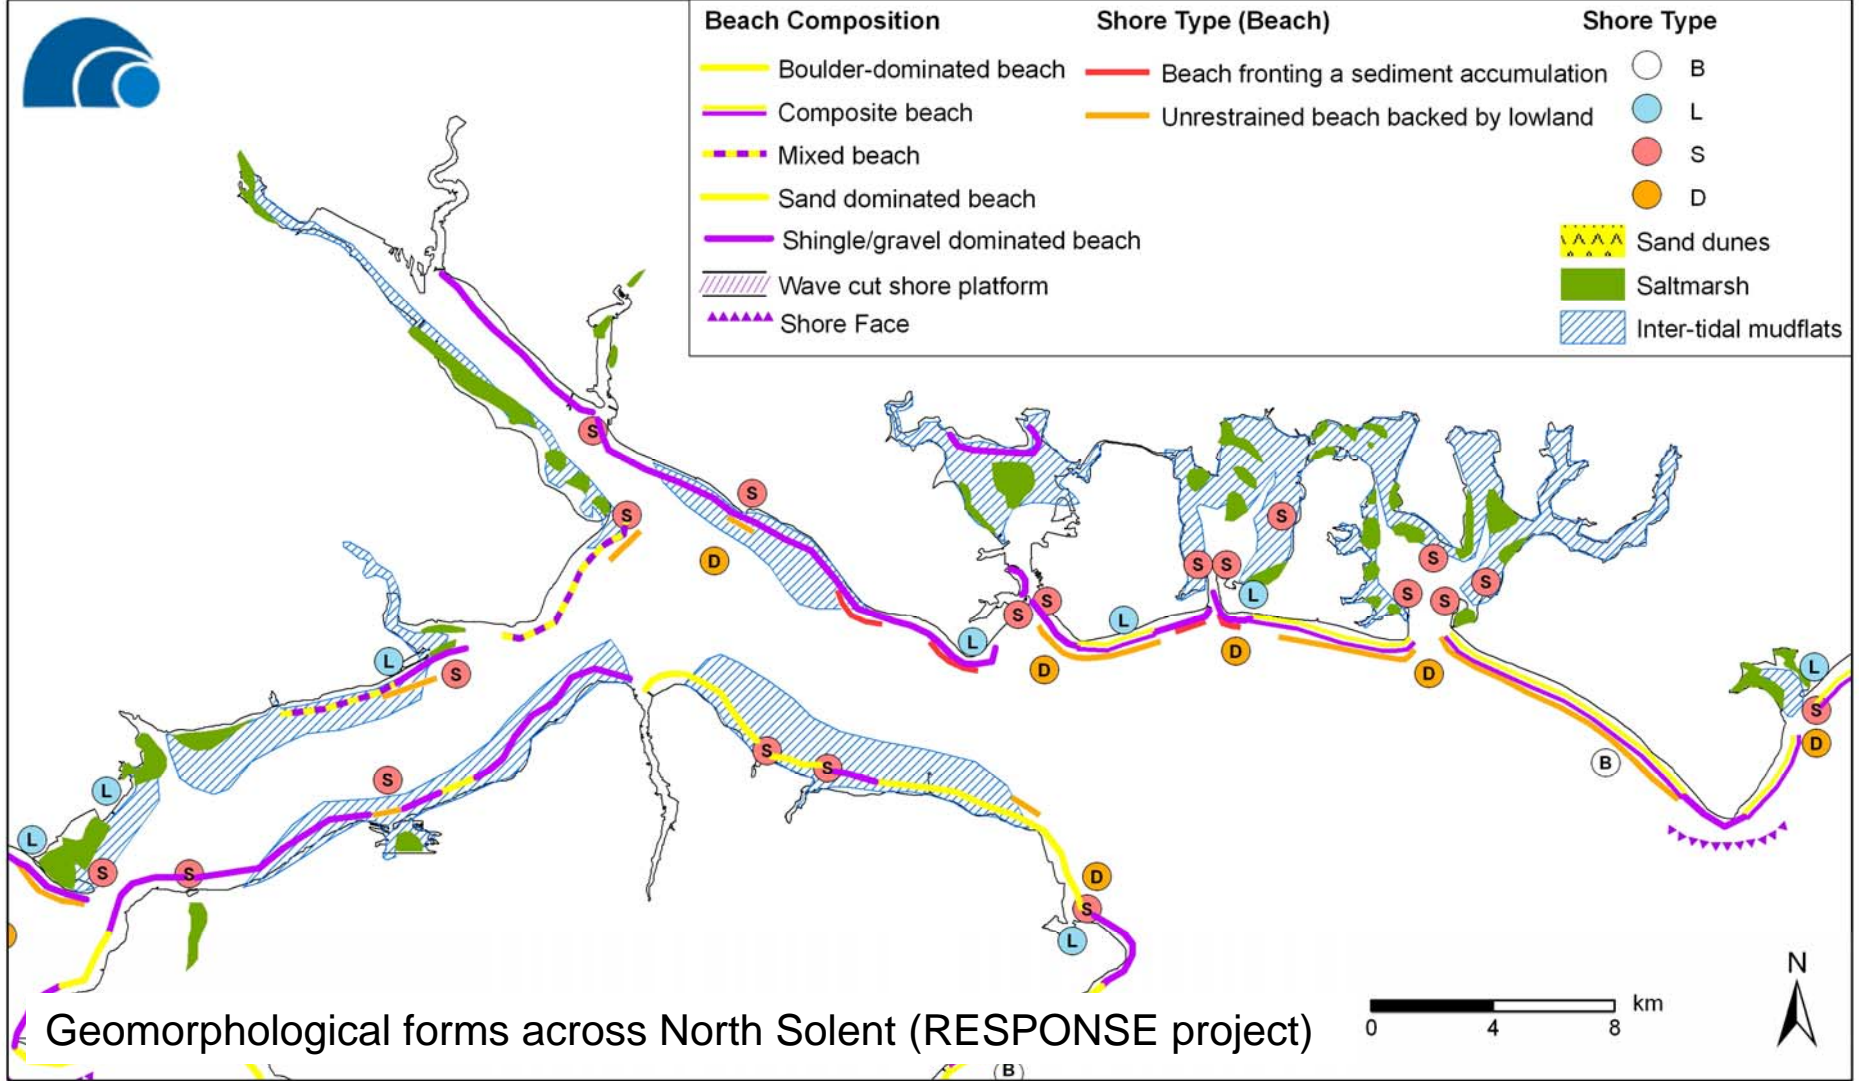 Beach Composition
Boulder-dominated beach
Composite beach
Mixed beach
Sand dominated beach
Shingle/gravel dominated beach
Wave cut shore platform
Shore Face
Shore Type (Beach)
Beach fronting a sediment accumulation
Unrestrained beach backed by lowland
Shore Type
B
L
S
D
Sand dunes
Saltmarsh
Inter-tidal mudflats
S
S
S
D
S
S
S
S
S
S
S
L
S
S
L
L
L
D
D
D
L
S
D
B
L
S
S
S
S
L
L
S
S
D
S
L
N
km
0 4 8
Geomorphological forms across North Solent (RESPONSE project)
B